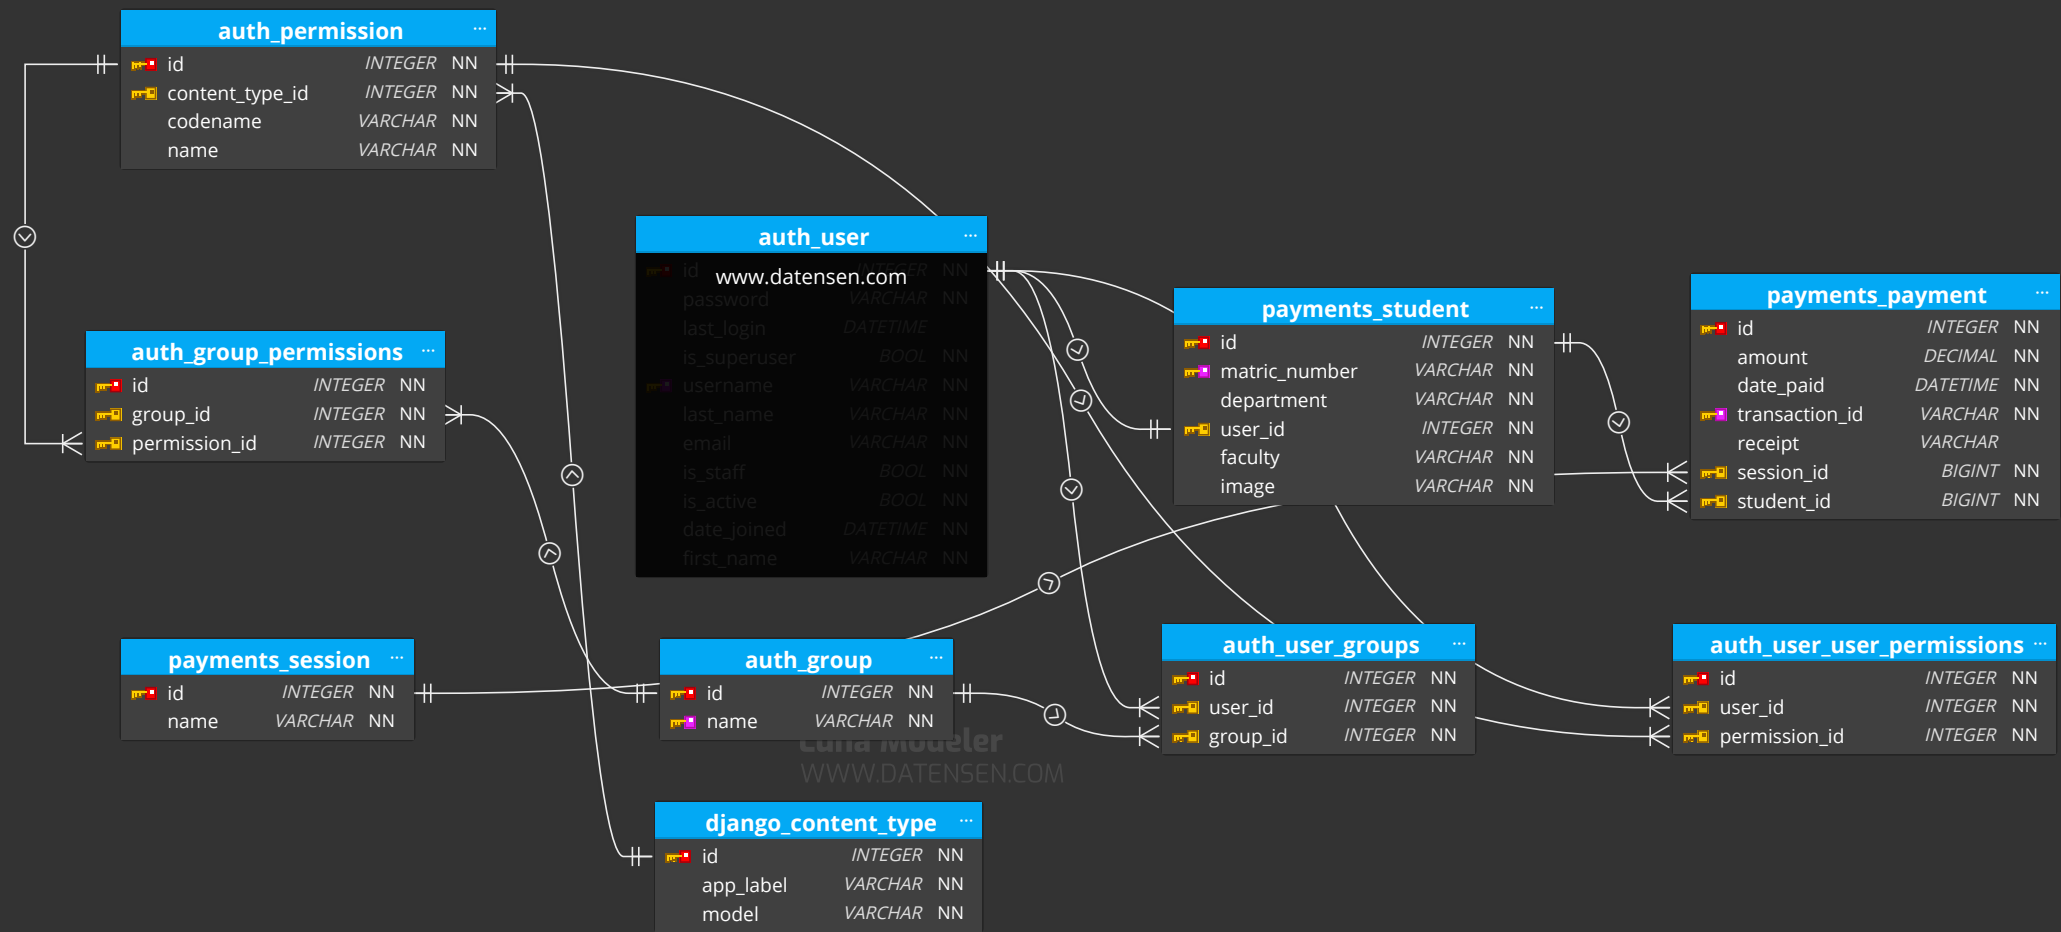 auth_permission ...
id INTEGER NN
content_type_id INTEGER NN
codename VARCHAR NN
name VARCHAR NN
auth_user ...
www.datensen.com
id INTEGER NN
password VARCHAR NN
last_login DATETIME
is_superuser BOOL NN
username VARCHAR NN
last_name VARCHAR NN
email VARCHAR NN
is_staff BOOL NN
is_active BOOL NN
date_joined DATETIME NN
first_name VARCHAR NN
payments_student ...
id INTEGER NN
matric_number VARCHAR NN
department VARCHAR NN
user_id INTEGER NN
faculty VARCHAR NN
image VARCHAR NN
payments_payment ...
id INTEGER NN
amount DECIMAL NN
date_paid DATETIME NN
transaction_id VARCHAR NN
receipt VARCHAR
session_id BIGINT NN
student_id BIGINT NN
auth_group_permissions ...
id INTEGER NN
group_id INTEGER NN
permission_id INTEGER NN
payments_session ...
id INTEGER NN
name VARCHAR NN
auth_group ...
id INTEGER NN
name VARCHAR NN
Luna Modeler
WWW.DATENSEN.COM
auth_user_groups ...
id INTEGER NN
user_id INTEGER NN
group_id INTEGER NN
auth_user_user_permissions ...
id INTEGER NN
user_id INTEGER NN
permission_id INTEGER NN
django_content_type ...
id INTEGER NN
app_label VARCHAR NN
model VARCHAR NN